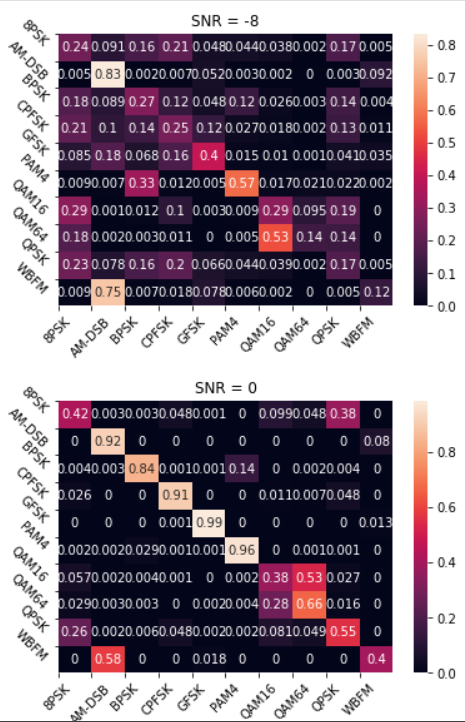 SNR = -8
8PSK 0.24 0.091 0.16 0.21 0.048 0.044 0.038 0.002 0.17 0.005
AM-DSB 0.005 0.83 0.002 0.007 0.052 0.003 0.002 0 0.003 0.092
BPSK 0.18 0.089 0.27 0.12 0.048 0.12 0.026 0.003 0.14 0.004
CPFSK 0.21 0.1 0.14 0.25 0.12 0.027 0.018 0.002 0.13 0.011
GFSK 0.085 0.18 0.068 0.16 0.4 0.015 0.01 0.001 0.041 0.035
PAM4 0.009 0.007 0.33 0.012 0.005 0.57 0.017 0.021 0.022 0.002
QAM16 0.29 0.001 0.012 0.1 0.003 0.009 0.29 0.095 0.19 0
QAM64 0.18 0.002 0.003 0.011 0 0.005 0.53 0.14 0.14 0
QPSK 0.23 0.078 0.16 0.2 0.066 0.044 0.039 0.002 0.17 0.005
WBFM 0.009 0.75 0.007 0.018 0.078 0.006 0.002 0 0.005 0.12
8PSK AM-DSB BPSK CPFSK GFSK PAM4 QAM16 QAM64 QPSK WBFM
0.8
0.7
0.6
0.5
0.4
0.3
0.2
0.1
0.0
SNR = 0
8PSK 0.42 0.003 0.003 0.048 0.001 0 0.099 0.048 0.38 0
AM-DSB 0 0.92 0 0 0 0 0 0 0 0.08
BPSK 0.004 0.003 0.84 0.001 0.001 0.14 0 0.002 0.004 0
CPFSK 0.026 0 0 0.91 0 0 0.011 0.007 0.048 0
GFSK 0 0 0 0.001 0.99 0 0 0 0 0.013
PAM4 0.002 0.002 0.029 0.001 0.001 0.96 0 0.001 0.001 0
QAM16 0.057 0.002 0.004 0.001 0 0.002 0.38 0.53 0.027 0
QAM64 0.029 0.003 0.003 0 0.002 0.004 0.28 0.66 0.016 0
QPSK 0.26 0.002 0.006 0.048 0.002 0.002 0.081 0.049 0.55 0
WBFM 0 0.58 0 0 0.018 0 0 0 0 0.4
8PSK AM-DSB BPSK CPFSK GFSK PAM4 QAM16 QAM64 QPSK WBFM
0.8
0.6
0.4
0.2
0.0